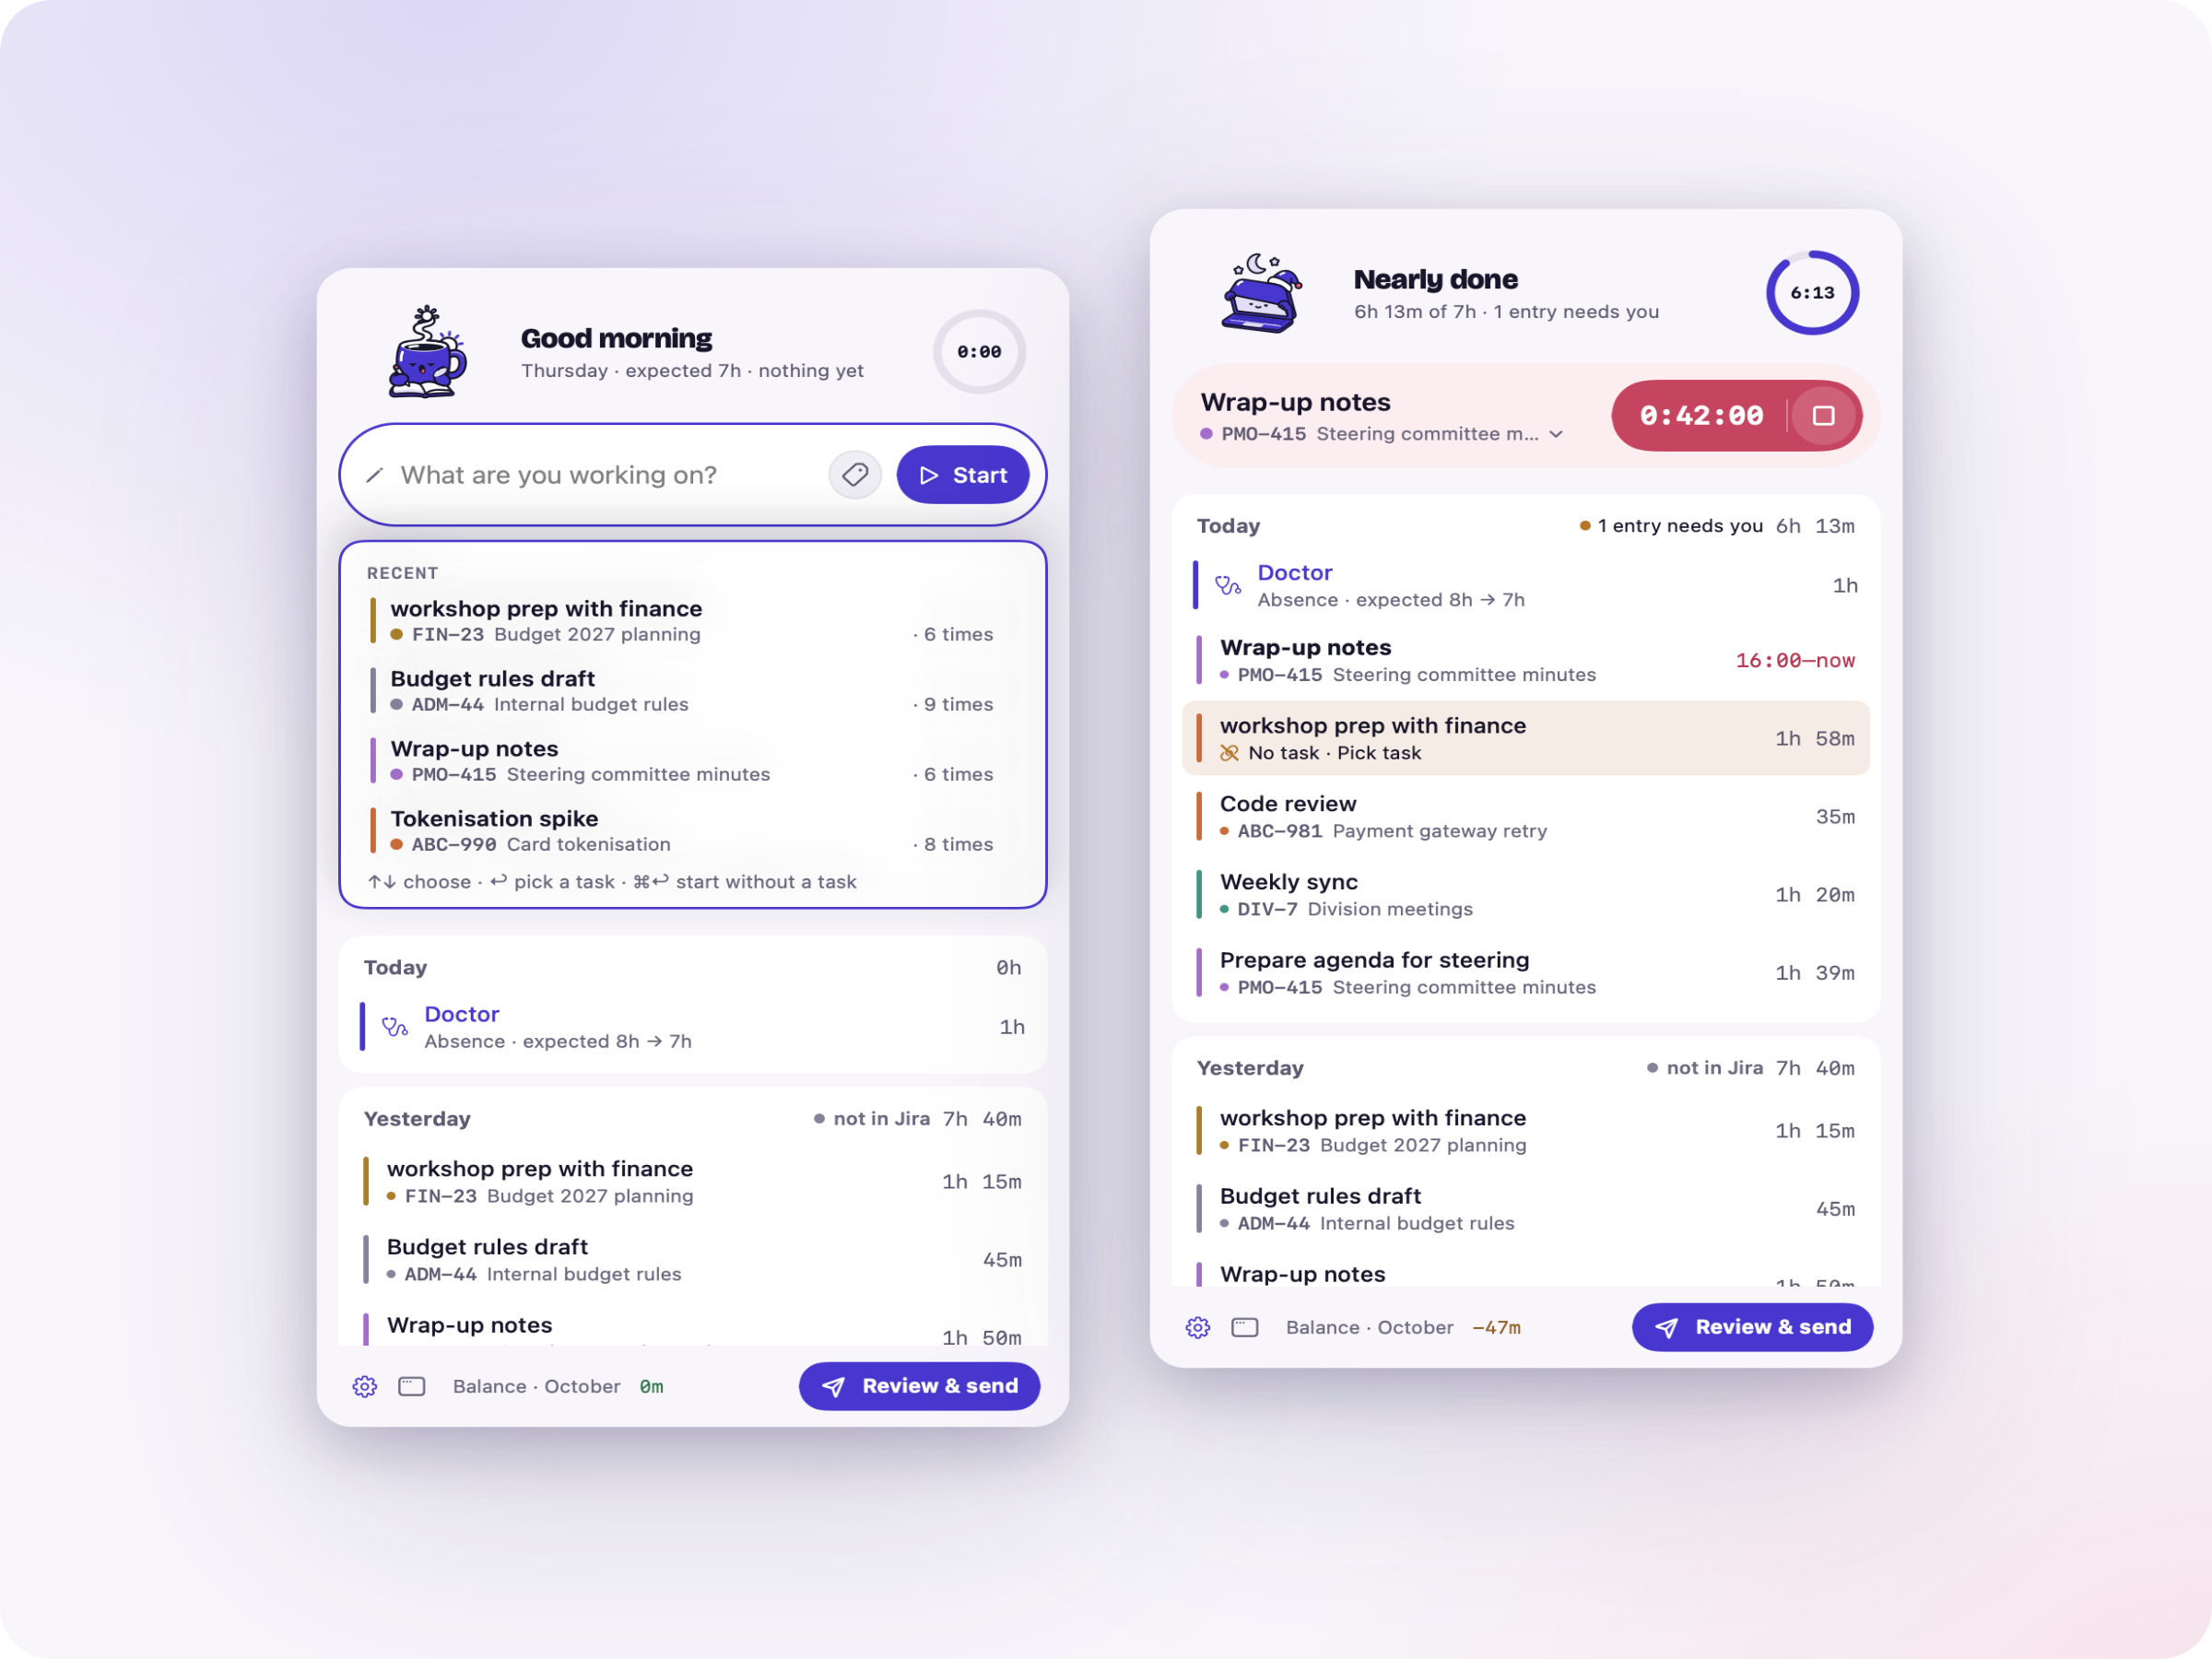 Good morning
Thursday · expected 7h · nothing yet
0:00
What are you working on?
Start
RECENT
workshop prep with finance
FIN–23 Budget 2027 planning · 6 times
Budget rules draft
ADM–44 Internal budget rules · 9 times
Wrap-up notes
PMO–415 Steering committee minutes · 6 times
Tokenisation spike
ABC–990 Card tokenisation · 8 times
↑↓ choose · ↩ pick a task · ⌘↩ start without a task
Today 0h
Doctor
Absence · expected 8h → 7h
1h
Yesterday not in Jira 7h 40m
workshop prep with finance
FIN–23 Budget 2027 planning
1h 15m
Budget rules draft
ADM–44 Internal budget rules
45m
Wrap-up notes
1h 50m
Balance · October 0m
Review & send
Nearly done
6h 13m of 7h · 1 entry needs you
6:13
Wrap-up notes
PMO–415 Steering committee m...
0:42:00
Today 1 entry needs you 6h 13m
Doctor
Absence · expected 8h → 7h
1h
Wrap-up notes
PMO–415 Steering committee minutes
16:00–now
workshop prep with finance
No task · Pick task
1h 58m
Code review
ABC–981 Payment gateway retry
35m
Weekly sync
DIV–7 Division meetings
1h 20m
Prepare agenda for steering
PMO–415 Steering committee minutes
1h 39m
Yesterday not in Jira 7h 40m
workshop prep with finance
FIN–23 Budget 2027 planning
1h 15m
Budget rules draft
ADM–44 Internal budget rules
45m
Wrap-up notes
1h 50m
Balance · October –47m
Review & send